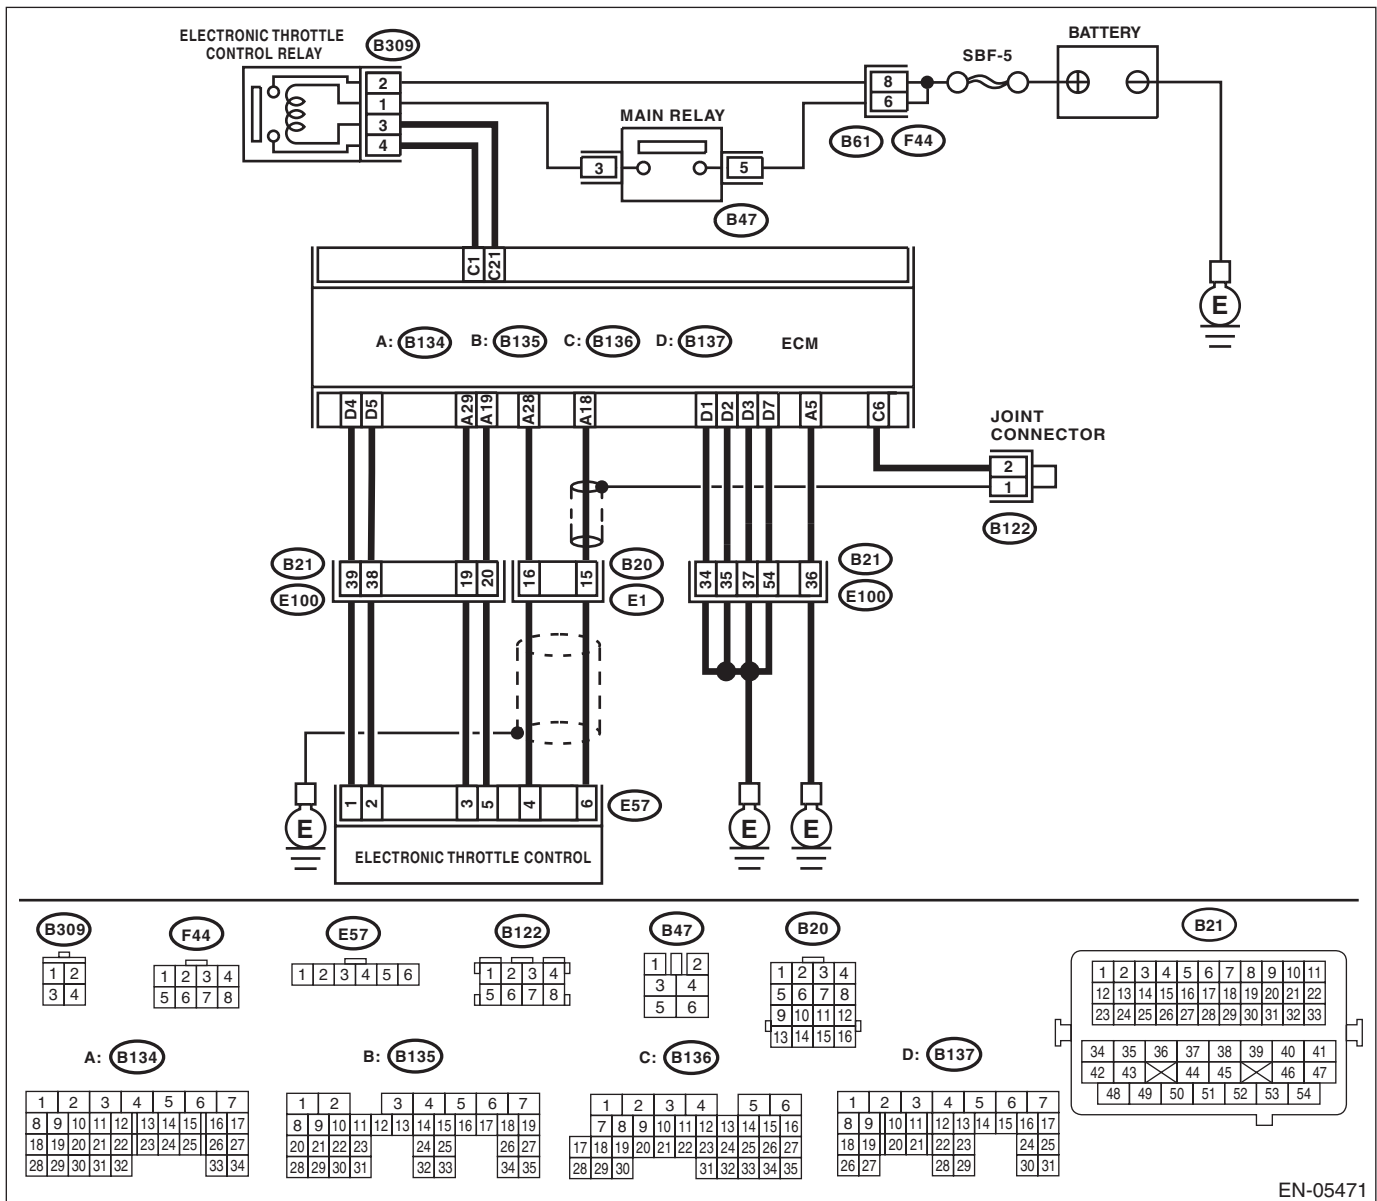 ELECTRONIC THROTTLE
CONTROL RELAY
B309
2
1
3
4
MAIN RELAY
3
5
B47
8
6
B61
F44
SBF-5
BATTERY
E
C1
C21
A: B134 B: B135 C: B136 D: B137 ECM
D4 D5 A29 A19 A28 A18 D1 D2 D3 D7 A5 C6
JOINT
CONNECTOR
2
1
B122
B21
E100
39 38 19 20 16 15
B20
E1
34 35 37 54 36
B21
E100
E
1 2 3 5 4 6
E57
ELECTRONIC THROTTLE CONTROL
E
E
B309
1 2
3 4
F44
1 2 3 4
5 6 7 8
E57
1 2 3 4 5 6
B122
1 2 3 4
5 6 7 8
B47
1 2
3 4
5 6
B20
1 2 3 4
5 6 7 8
9 10 11 12
13 14 15 16
B21
1 2 3 4 5 6 7 8 9 10 11
12 13 14 15 16 17 18 19 20 21 22
23 24 25 26 27 28 29 30 31 32 33
34 35 36 37 38 39 40 41
42 43 44 45 46 47
48 49 50 51 52 53 54
A: B134
1 2 3 4 5 6 7
8 9 10 11 12 13 14 15 16 17
18 19 20 21 22 23 24 25 26 27
28 29 30 31 32 33 34
B: B135
1 2 3 4 5 6 7
8 9 10 11 12 13 14 15 16 17 18 19
20 21 22 23 24 25 26 27
28 29 30 31 32 33 34 35
C: B136
1 2 3 4 5 6
7 8 9 10 11 12 13 14 15 16
17 18 19 20 21 22 23 24 25 26 27
28 29 30 31 32 33 34 35
D: B137
1 2 3 4 5 6 7
8 9 10 11 12 13 14 15 16 17
18 19 20 21 22 23 24 25
26 27 28 29 30 31
EN-05471